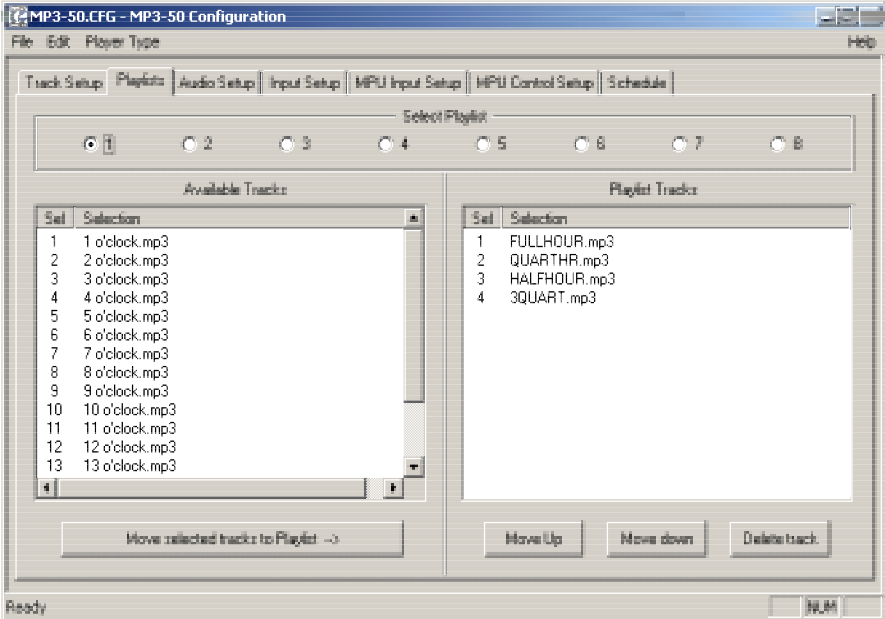 MP3-50.CFG - MP3-50 Configuration
File Edit Player Type Help
Track Setup Playlists Audio Setup Input Setup MPU Input Setup MPU Control Setup Schedule
Select Playlist
1 2 3 4 5 6 7 8
Available Tracks
Sel Selection
1 1 o'clock.mp3
2 2 o'clock.mp3
3 3 o'clock.mp3
4 4 o'clock.mp3
5 5 o'clock.mp3
6 6 o'clock.mp3
7 7 o'clock.mp3
8 8 o'clock.mp3
9 9 o'clock.mp3
10 10 o'clock.mp3
11 11 o'clock.mp3
12 12 o'clock.mp3
13 13 o'clock.mp3
Move selected tracks to Playlist -->
Playlist Tracks
Sel Selection
1 FULLHOUR.mp3
2 QUARTHR.mp3
3 HALFHOUR.mp3
4 3QUART.mp3
Move Up Move down Delete track
Ready NUM